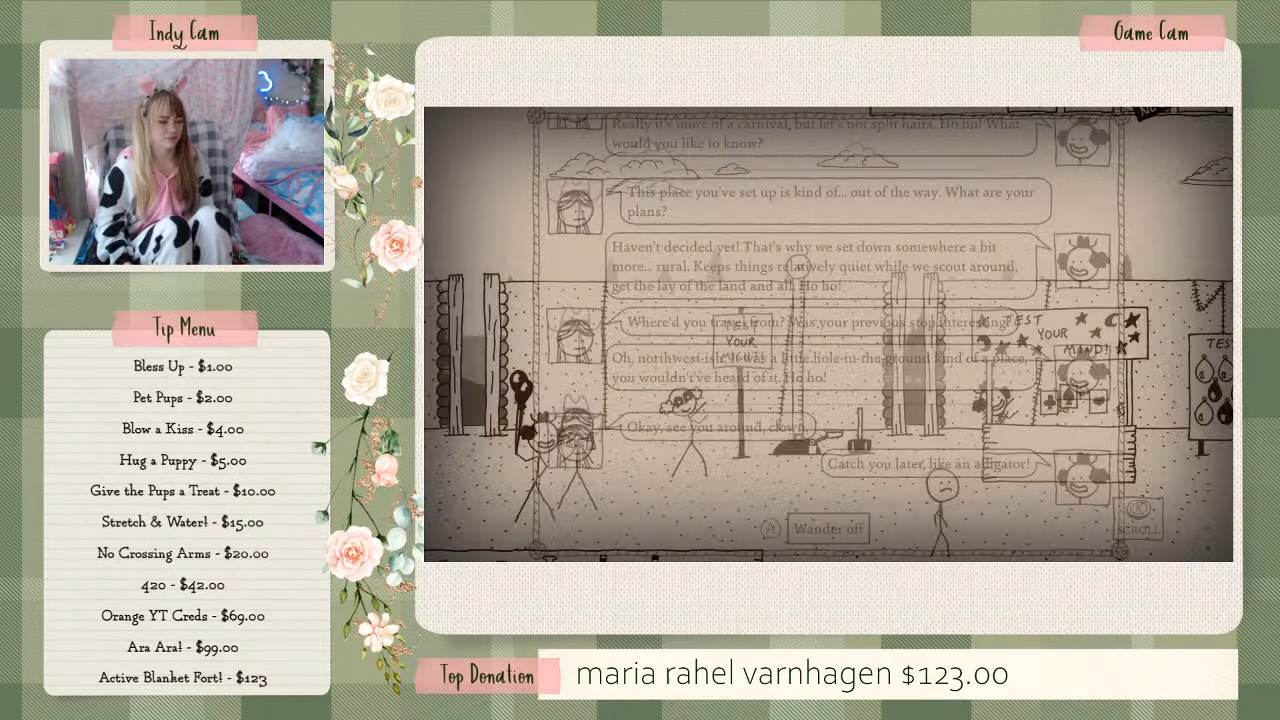 Indy Cam
3
Tip Menu
Bless Up - $1.00
Pet Pups - $2.00
Blow a Kiss - $4.00
Hug a Puppy - $5.00
Give the Pups a Treat - $10.00
Stretch & Water! - $15.00
No Crossing Arms - $20.00
420 - $42.00
Orange YT Creds - $69.00
Ara Ara! - $99.00
Active Blanket Fort! - $123
Game Cam
Really it's more of a carnival, but let's not split hairs. Ho ho! What
would you like to know?
This place you've set up is kind of... out of the way. What are your
plans?
Haven't decided yet! That's why we set down somewhere a bit
more... rural. Keeps things relatively quiet while we scout around,
get the lay of the land and all. Ho ho!
Where'd you travel from? Was your previous stop interesting?
Oh, northwest-ish. It was a little hole-in-the-ground kind of a place,
you wouldn't've heard of it. Ho ho!
Okay, see you around, clown.
Catch you later, like an alligator!
TEST
YOUR
MIND!
YOUR
TES
A
Wander off
R
SCROLL
Top Donation
maria rahel varnhagen $123.00